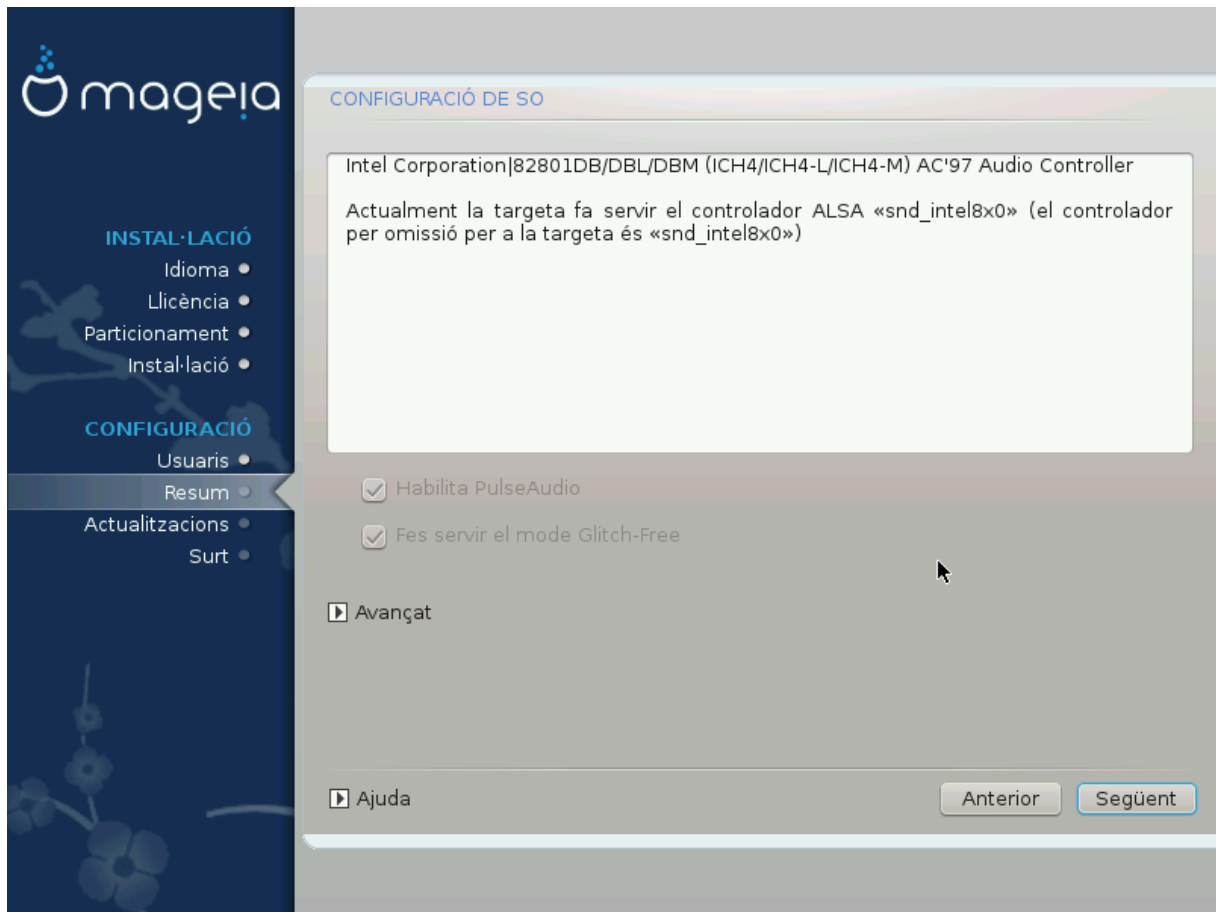 mageia
INSTAL·LACIÓ
Idioma
Llicència
Particionament
Instal·lació
CONFIGURACIÓ
Usuaris
Resum
Actualitzacions
Surt
CONFIGURACIÓ DE SO
Intel Corporation|82801DB/DBL/DBM (ICH4/ICH4-L/ICH4-M) AC'97 Audio Controller
Actualment la targeta fa servir el controlador ALSA «snd_intel8x0» (el controlador
per omissió per a la targeta és «snd_intel8x0»)
Habilita PulseAudio
Fes servir el mode Glitch-Free
Avançat
Ajuda
Anterior
Següent